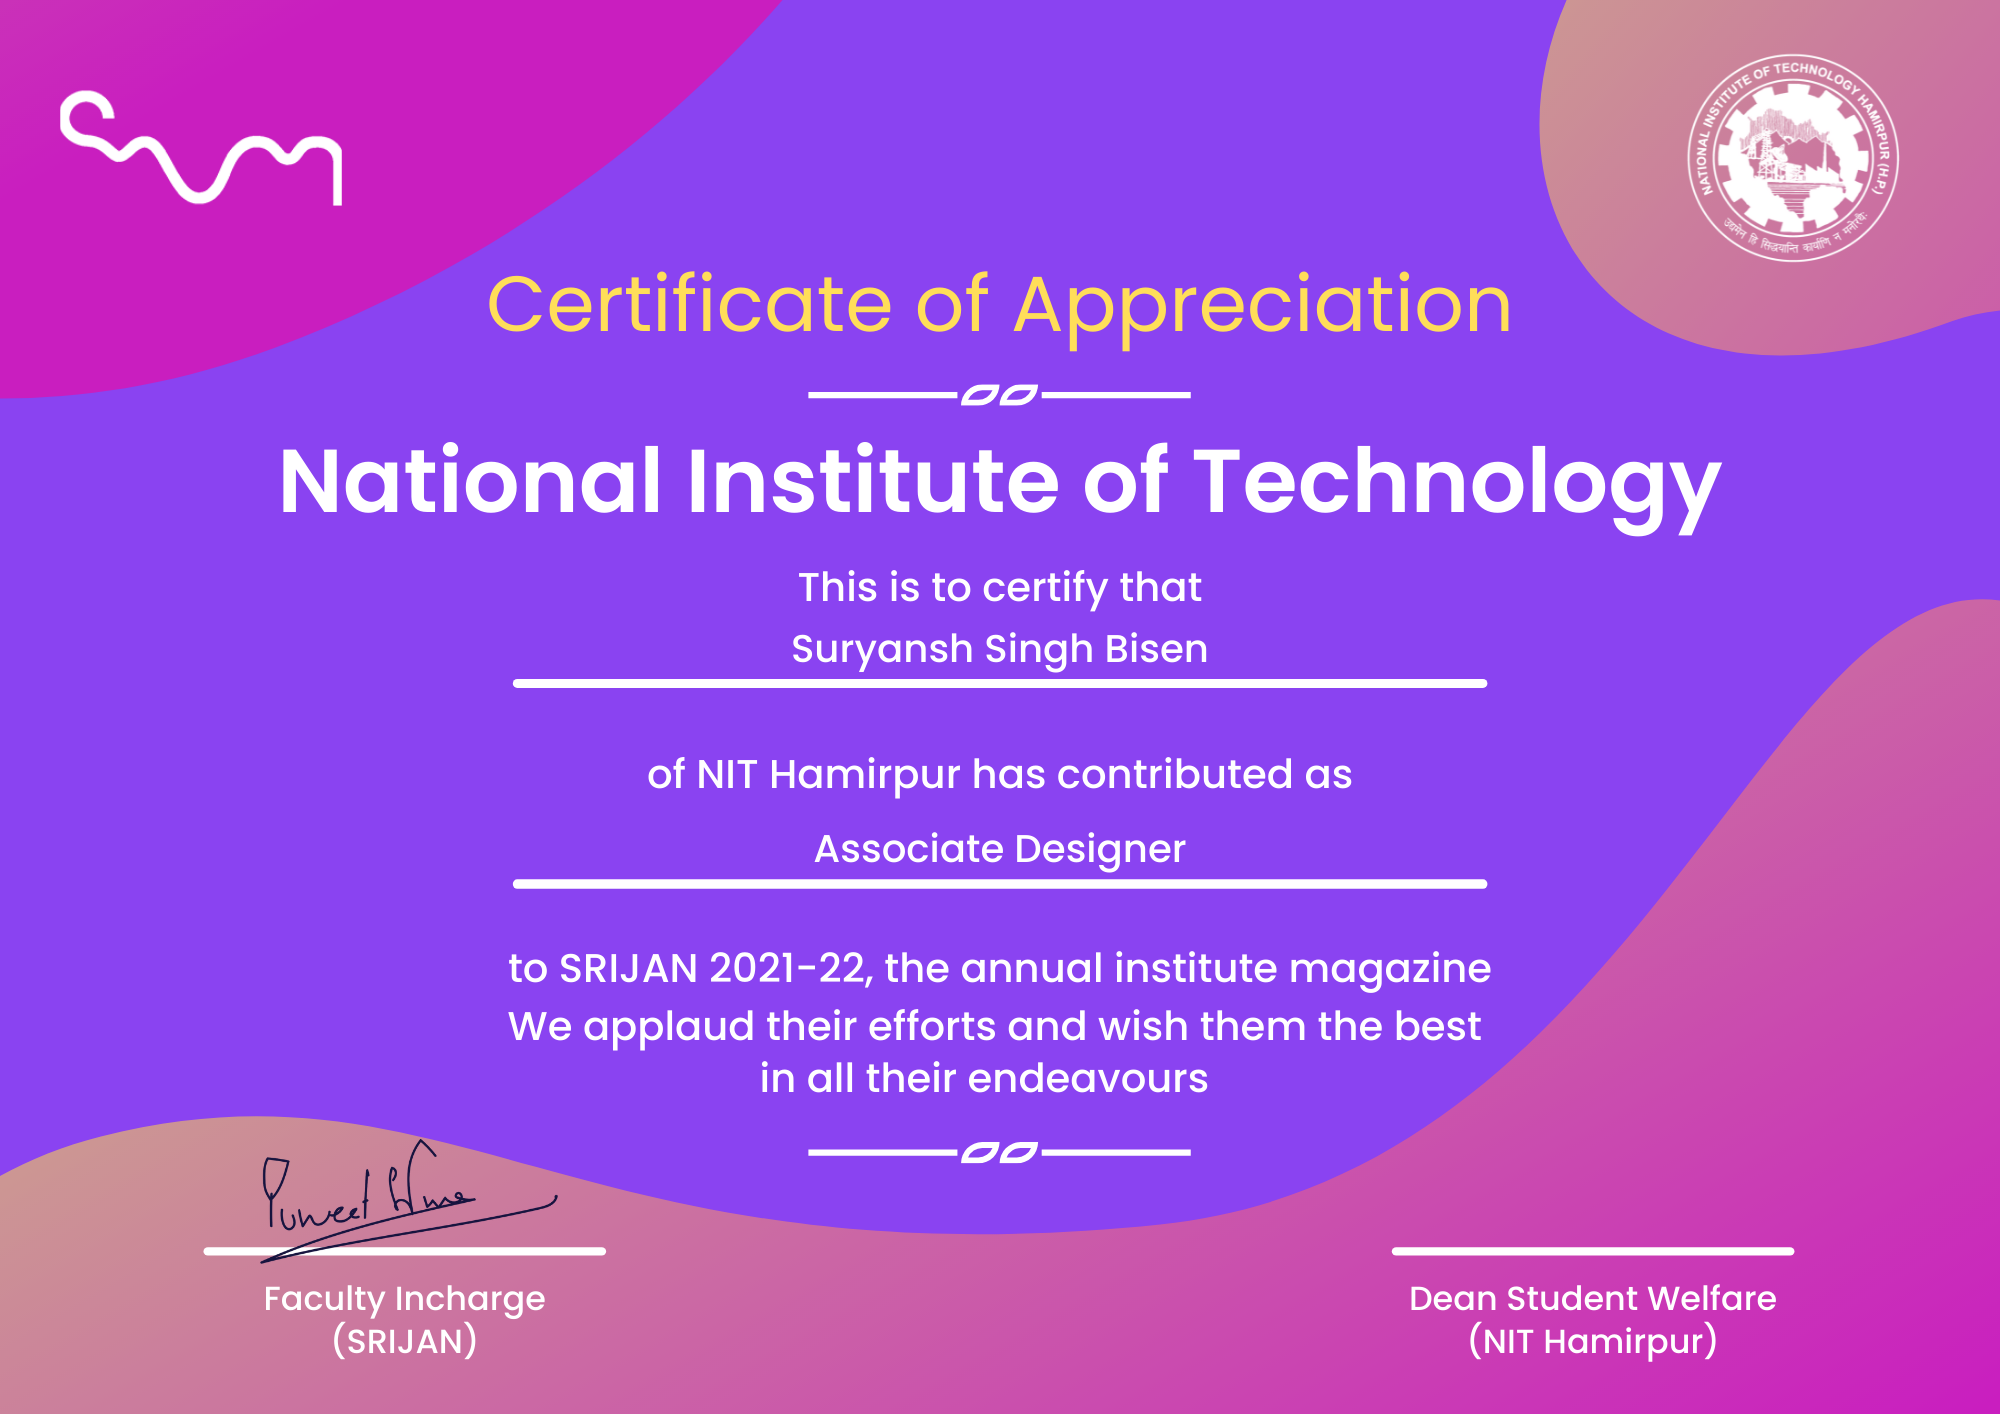 NATIONAL INSTITUTE OF TECHNOLOGY HAMIRPUR (H.P.)
उद्यमेन हि सिद्धयन्ति कार्याणि न मनोरथैः
Certificate of Appreciation
National Institute of Technology
This is to certify that
Suryansh Singh Bisen
of NIT Hamirpur has contributed as
Associate Designer
to SRIJAN 2021-22, the annual institute magazine
We applaud their efforts and wish them the best
in all their endeavours
Puneet
Faculty Incharge
(SRIJAN)
Dean Student Welfare
(NIT Hamirpur)